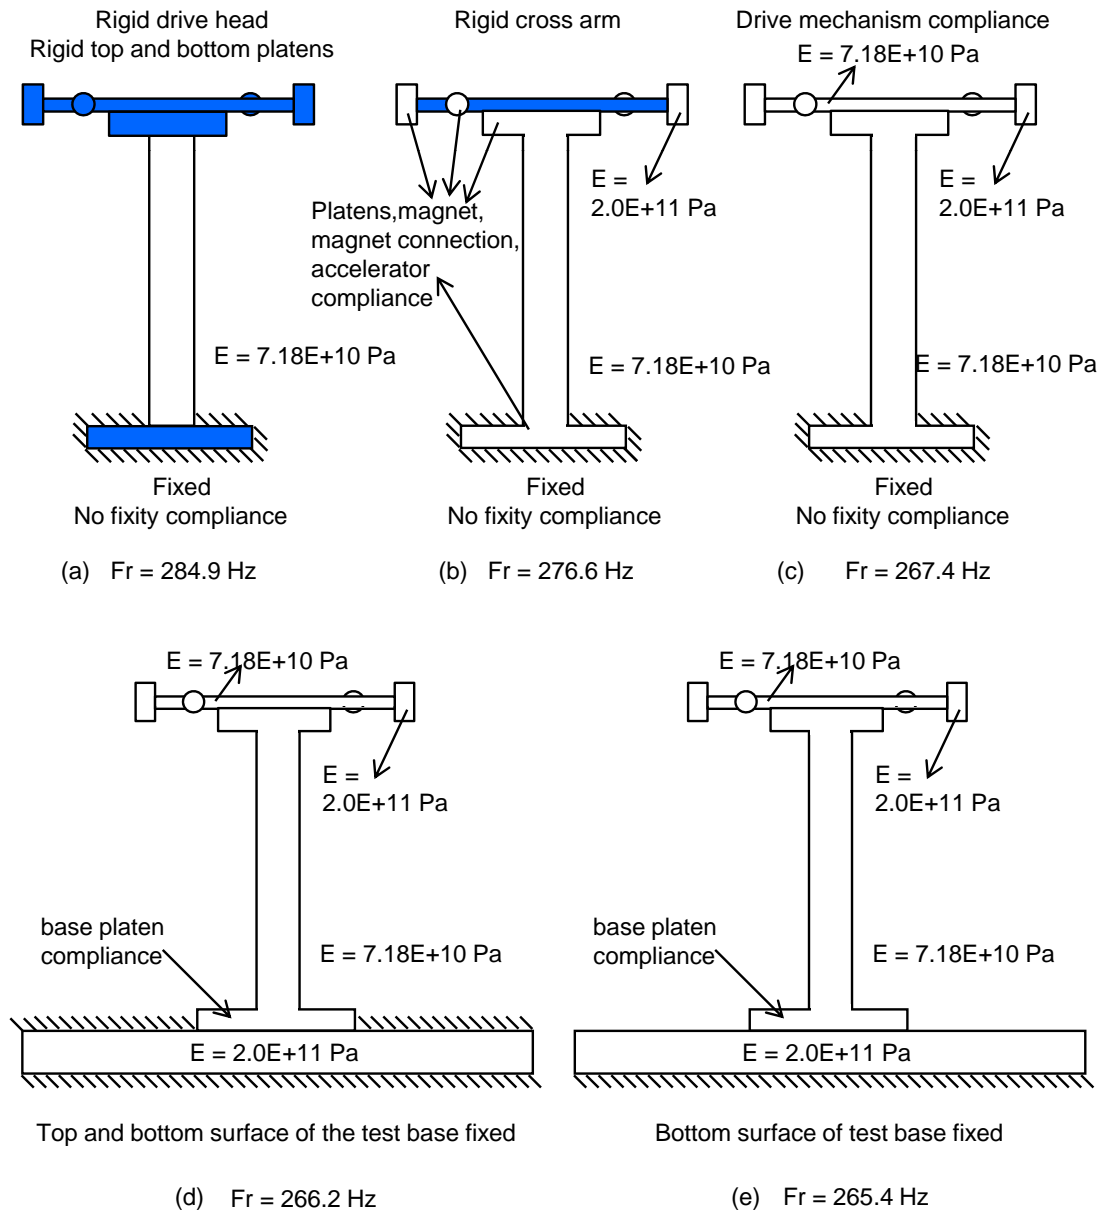 Rigid drive head
Rigid top and bottom platens
E = 7.18E+10 Pa
Fixed
No fixity compliance
(a) Fr = 284.9 Hz
Rigid cross arm
E =
2.0E+11 Pa
Platens,magnet,
magnet connection,
accelerator
compliance
E = 7.18E+10 Pa
Fixed
No fixity compliance
(b) Fr = 276.6 Hz
Drive mechanism compliance
E = 7.18E+10 Pa
E =
2.0E+11 Pa
E = 7.18E+10 Pa
Fixed
No fixity compliance
(c) Fr = 267.4 Hz
E = 7.18E+10 Pa
E =
2.0E+11 Pa
base platen
compliance
E = 7.18E+10 Pa
E = 2.0E+11 Pa
Top and bottom surface of the test base fixed
(d) Fr = 266.2 Hz
E = 7.18E+10 Pa
E =
2.0E+11 Pa
base platen
compliance
E = 7.18E+10 Pa
E = 2.0E+11 Pa
Bottom surface of test base fixed
(e) Fr = 265.4 Hz